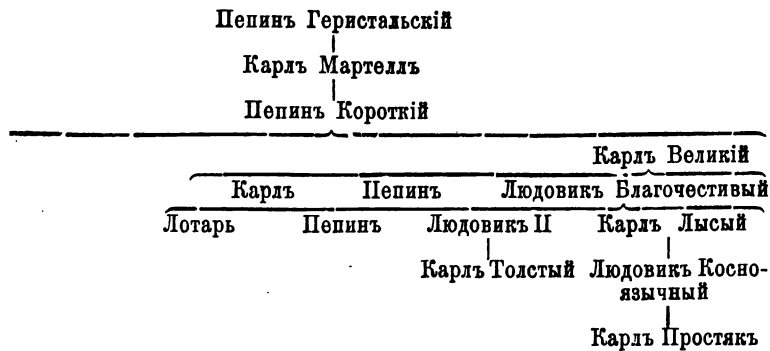 Пепинъ Геристальскій
Карлъ Мартеллъ
Пепинъ Короткій
Карлъ Великій
Карлъ Пепинъ Людовикъ Благочестивый
Лотарь Пепинъ Людовикъ II Карлъ Лысый
Карлъ Толстый Людовикъ Косно-
язычный
Карлъ Простякъ